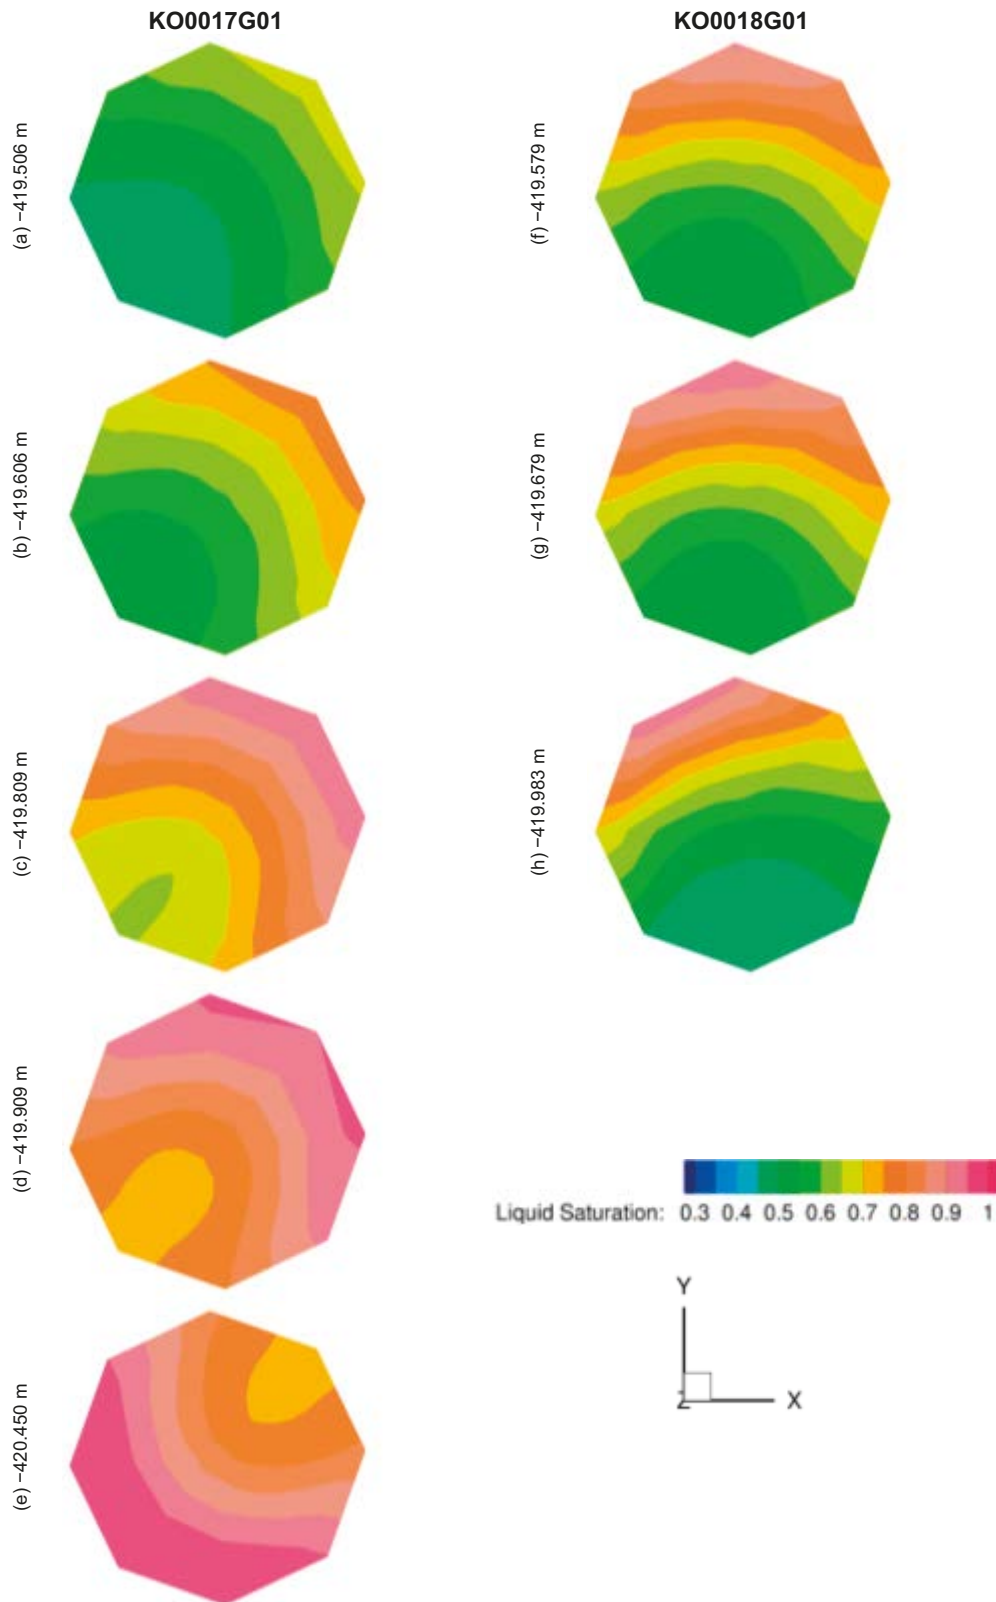 KO0017G01
KO0018G01
(a) −419.506 m
(f) −419.579 m
(b) −419.606 m
(g) −419.679 m
(c) −419.809 m
(h) −419.983 m
(d) −419.909 m
Liquid Saturation: 0.3 0.4 0.5 0.6 0.7 0.8 0.9 1
Y
Z
X
(e) −420.450 m